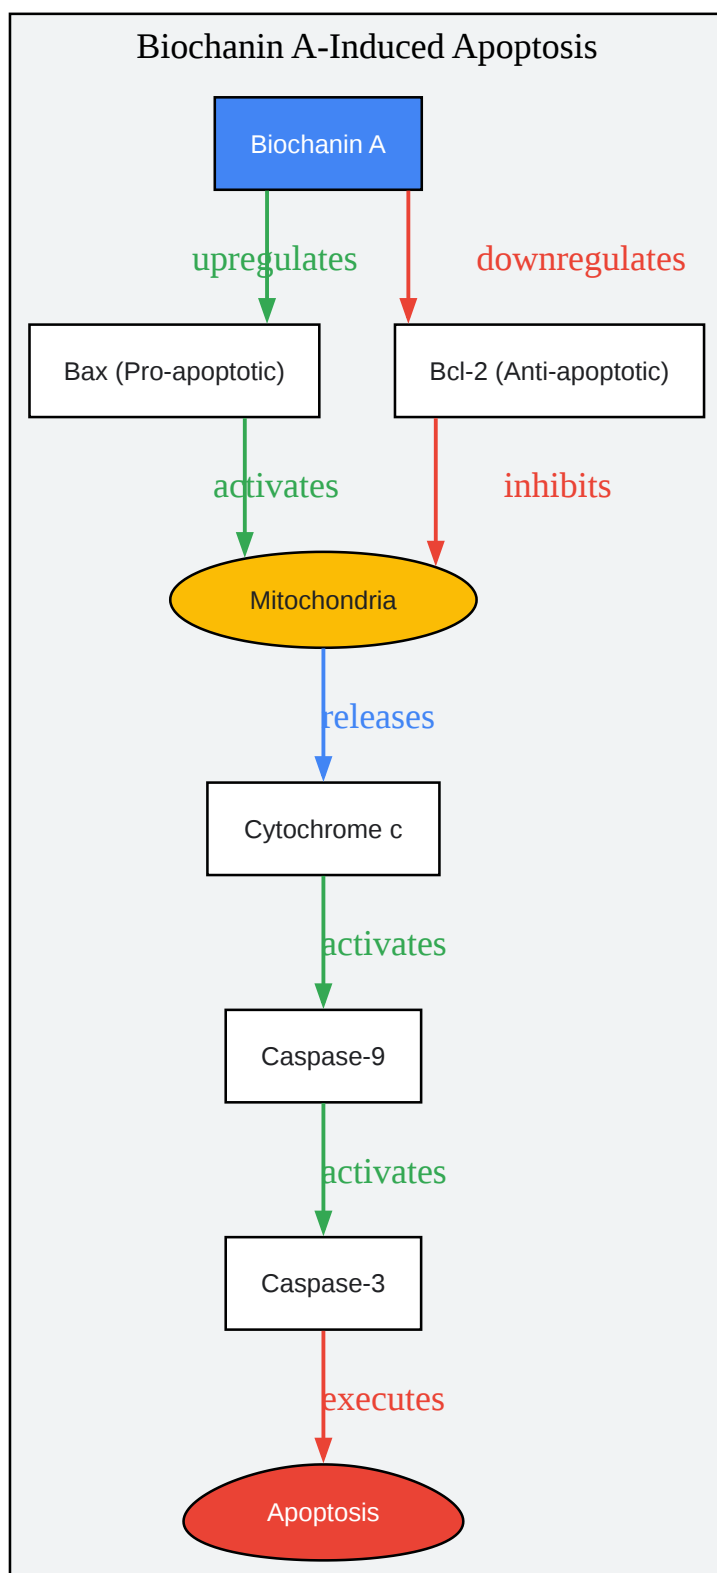 Biochanin A-Induced Apoptosis
Biochanin A
upregulates
downregulates
Bax (Pro-apoptotic)
Bcl-2 (Anti-apoptotic)
activates
inhibits
Mitochondria
releases
Cytochrome c
activates
Caspase-9
activates
Caspase-3
executes
Apoptosis